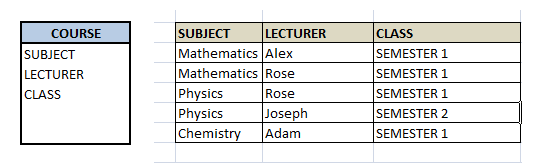 COURSE
SUBJECT
LECTURER
CLASS
SUBJECT LECTURER CLASS
Mathematics Alex SEMESTER 1
Mathematics Rose SEMESTER 1
Physics Rose SEMESTER 1
Physics Joseph SEMESTER 2
Chemistry Adam SEMESTER 1